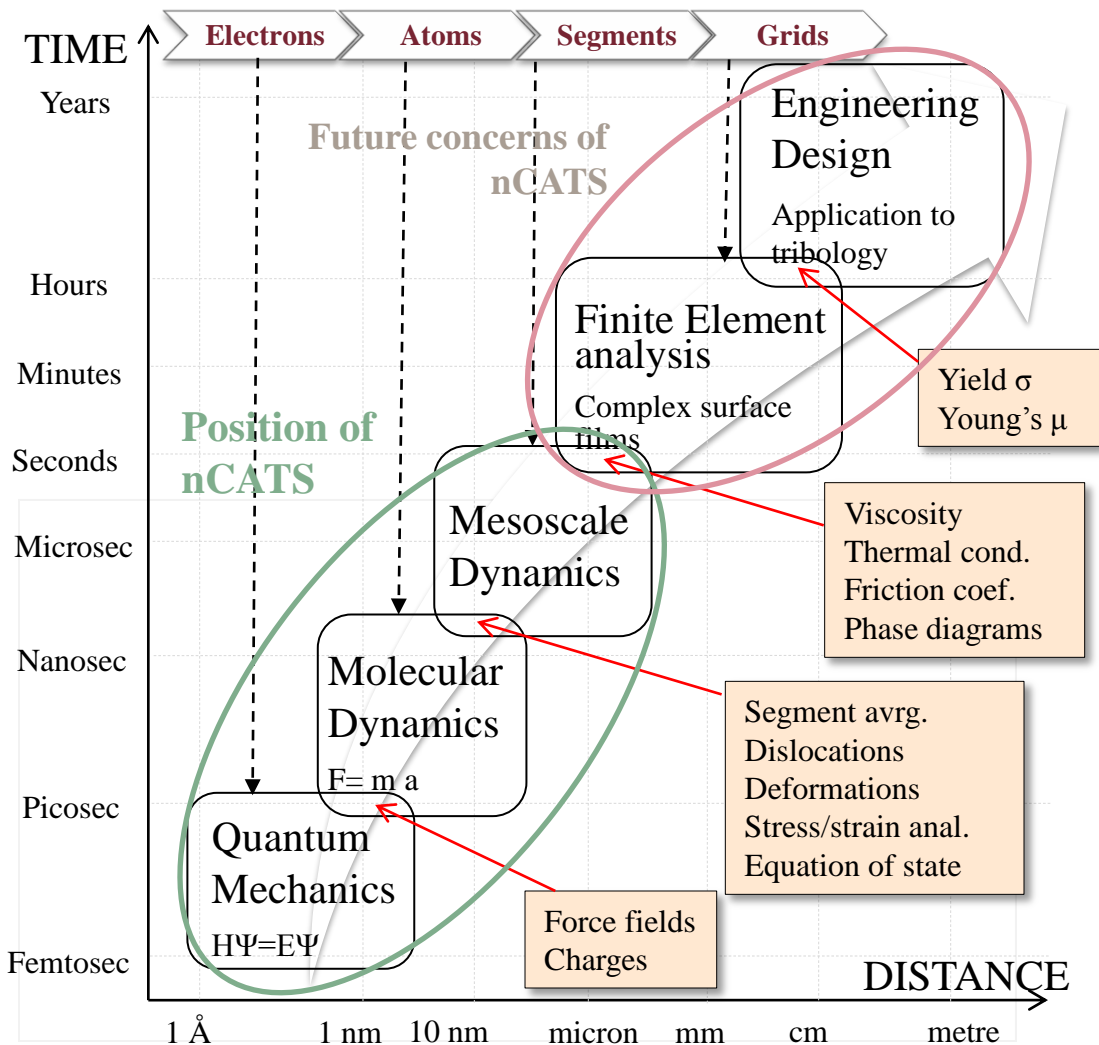 TIME
Electrons
Atoms
Segments
Grids
Years
Hours
Minutes
Seconds
Microsec
Nanosec
Picosec
Femtosec
Future concerns of
nCATS
Engineering
Design
Application to
tribology
Finite Element
analysis
Complex surface
films
Yield σ
Young's μ
Position of
nCATS
Mesoscale
Dynamics
Viscosity
Thermal cond.
Friction coef.
Phase diagrams
Molecular
Dynamics
F= m a
Segment avrg.
Dislocations
Deformations
Stress/strain anal.
Equation of state
Quantum
Mechanics
HΨ=EΨ
Force fields
Charges
DISTANCE
1 Å
1 nm
10 nm
micron
mm
cm
metre